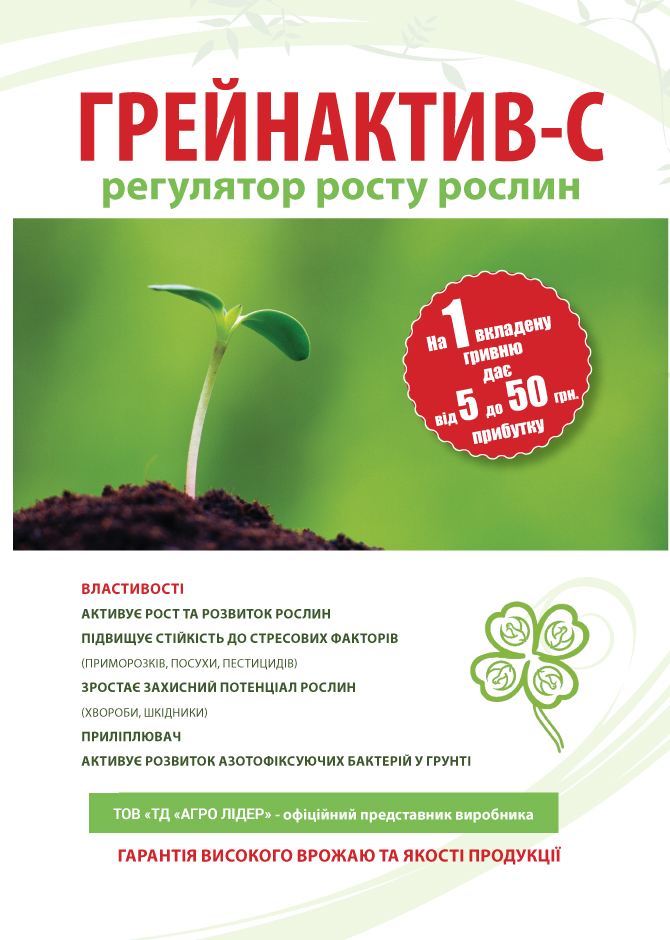 ГРЕЙНАКТИВ-С
регулятор росту рослин
На 1 вкладену
гривню
дає
від 5 до 50 грн.
прибутку
ВЛАСТИВОСТІ
АКТИВУЄ РОСТ ТА РОЗВИТОК РОСЛИН
ПІДВИЩУЄ СТІЙКІСТЬ ДО СТРЕСОВИХ ФАКТОРІВ
(ПРИМОРОЗКІВ, ПОСУХИ, ПЕСТИЦИДІВ)
ЗРОСТАЄ ЗАХИСНИЙ ПОТЕНЦІАЛ РОСЛИН
(ХВОРОБИ, ШКІДНИКИ)
ПРИЛІПЛЮВАЧ
АКТИВУЄ РОЗВИТОК АЗОТОФІКСУЮЧИХ БАКТЕРІЙ У ГРУНТІ
ТОВ «ТД «АГРО ЛІДЕР» - офіційний представник виробника
ГАРАНТІЯ ВИСОКОГО ВРОЖАЮ ТА ЯКОСТІ ПРОДУКЦІЇ